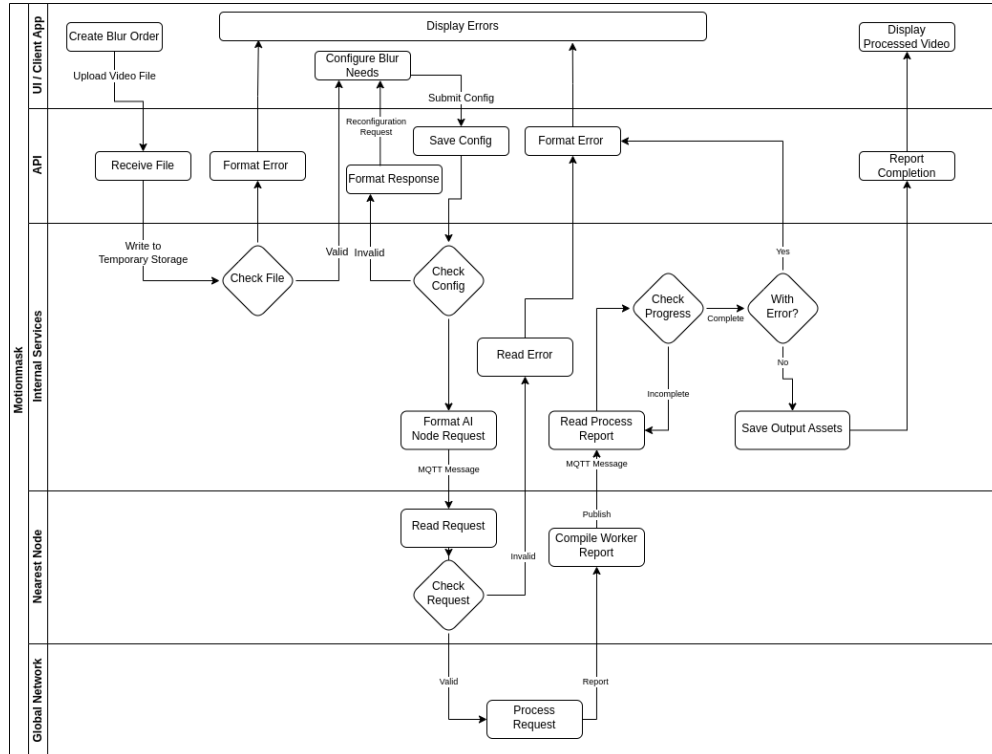 Motionmask
UI / Client App
Create Blur Order
Upload Video File
Display Errors
Configure Blur
Needs
Submit Config
Display
Processed Video
API
Receive File
Format Error
Reconfiguration
Request
Format Response
Save Config
Format Error
Report
Completion
Internal Services
Write to
Temporary Storage
Check File
Valid
Invalid
Check
Config
Read Error
Format AI
Node Request
MQTT Message
Check
Progress
Complete
Incomplete
Read Process
Report
MQTT Message
With
Error?
Yes
No
Save Output Assets
Nearest Node
Read Request
Check
Request
Invalid
Publish
Compile Worker
Report
Global Network
Valid
Process
Request
Report